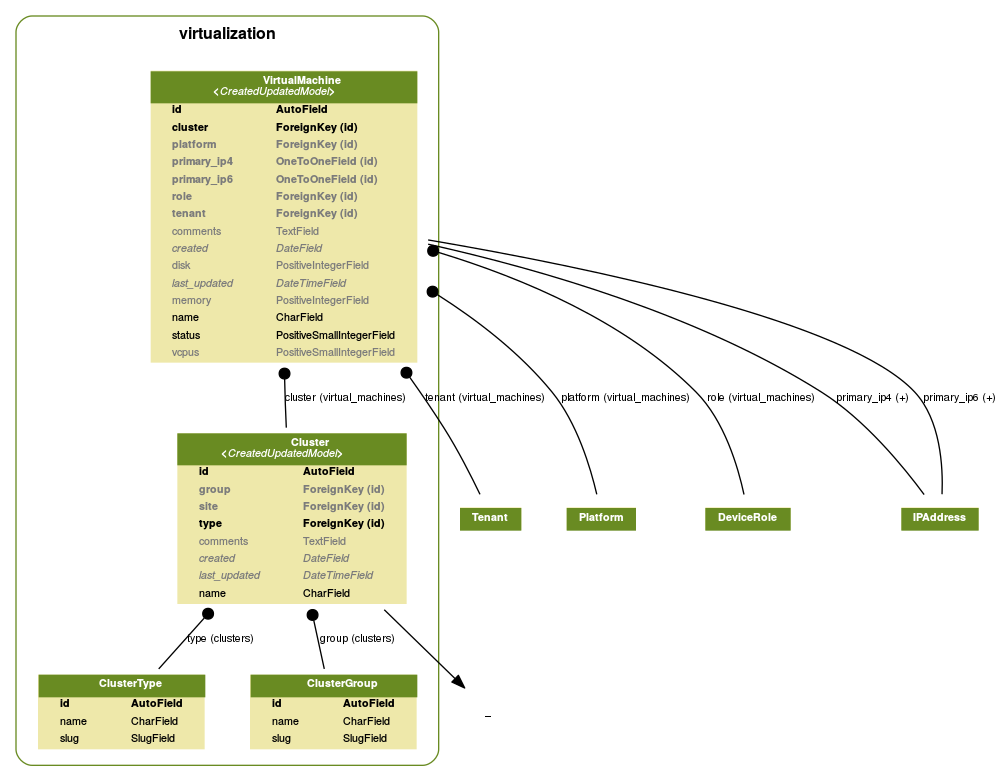 virtualization
VirtualMachine
<CreatedUpdatedModel>
id AutoField
cluster ForeignKey (id)
platform ForeignKey (id)
primary_ip4 OneToOneField (id)
primary_ip6 OneToOneField (id)
role ForeignKey (id)
tenant ForeignKey (id)
comments TextField
created DateField
disk PositiveIntegerField
last_updated DateTimeField
memory PositiveIntegerField
name CharField
status PositiveSmallIntegerField
vcpus PositiveSmallIntegerField
cluster (virtual_machines) tenant (virtual_machines) platform (virtual_machines) role (virtual_machines) primary_ip4 (+) primary_ip6 (+)
Cluster
<CreatedUpdatedModel>
id AutoField
group ForeignKey (id)
site ForeignKey (id)
type ForeignKey (id)
comments TextField
created DateField
last_updated DateTimeField
name CharField
Tenant Platform DeviceRole IPAddress
type (clusters) group (clusters)
ClusterType
id AutoField
name CharField
slug SlugField
ClusterGroup
id AutoField
name CharField
slug SlugField
_